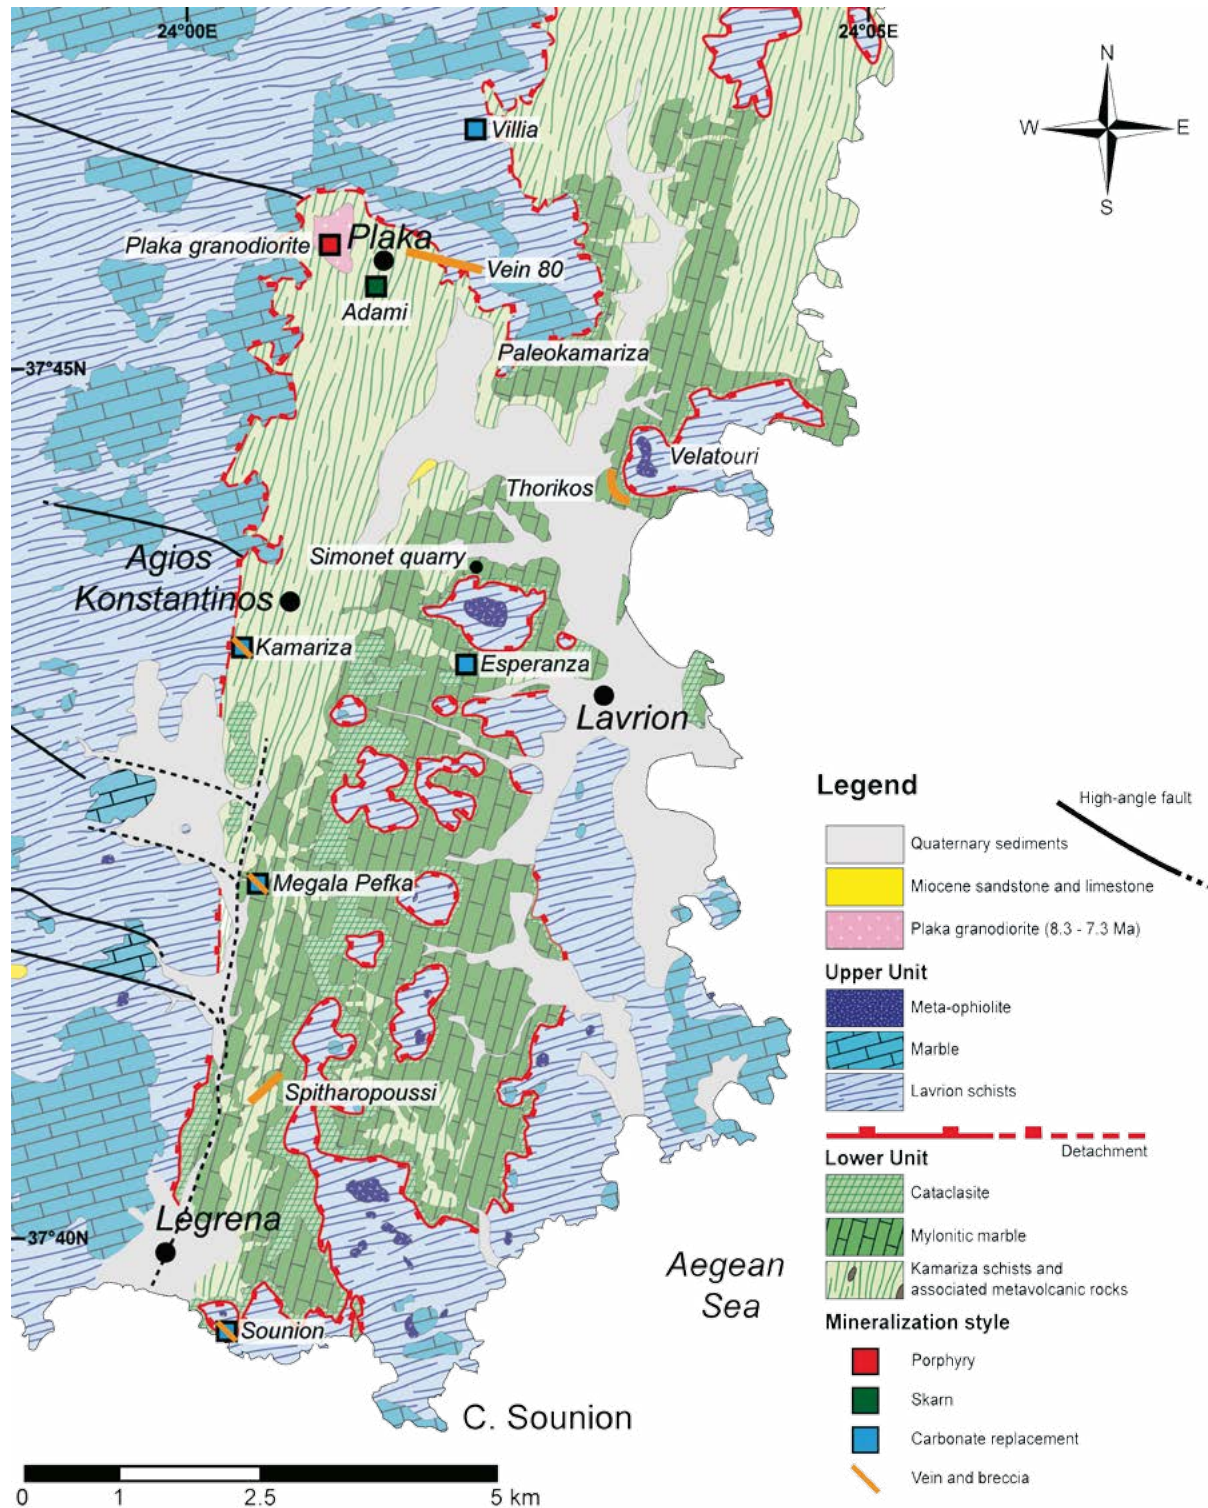 24°00E
24°05E
N
W
E
S
Villia
Plaka granodiorite
Plaka
Vein 80
Adami
Paleokamariza
37°45N
Velatouri
Thorikos
Simonet quarry
Agios
Konstantinos
Kamariza
Esperanza
Lavrion
Megala Pefka
Spitharopoussi
Legrena
37°40N
Aegean
Sea
Sounion
C. Sounion
0 1 2.5 5 km
Legend
High-angle fault
Quaternary sediments
Miocene sandstone and limestone
Plaka granodiorite (8.3 - 7.3 Ma)
Upper Unit
Meta-ophiolite
Marble
Lavrion schists
Detachment
Lower Unit
Cataclasite
Mylonitic marble
Kamariza schists and
associated metavolcanic rocks
Mineralization style
Porphyry
Skarn
Carbonate replacement
Vein and breccia